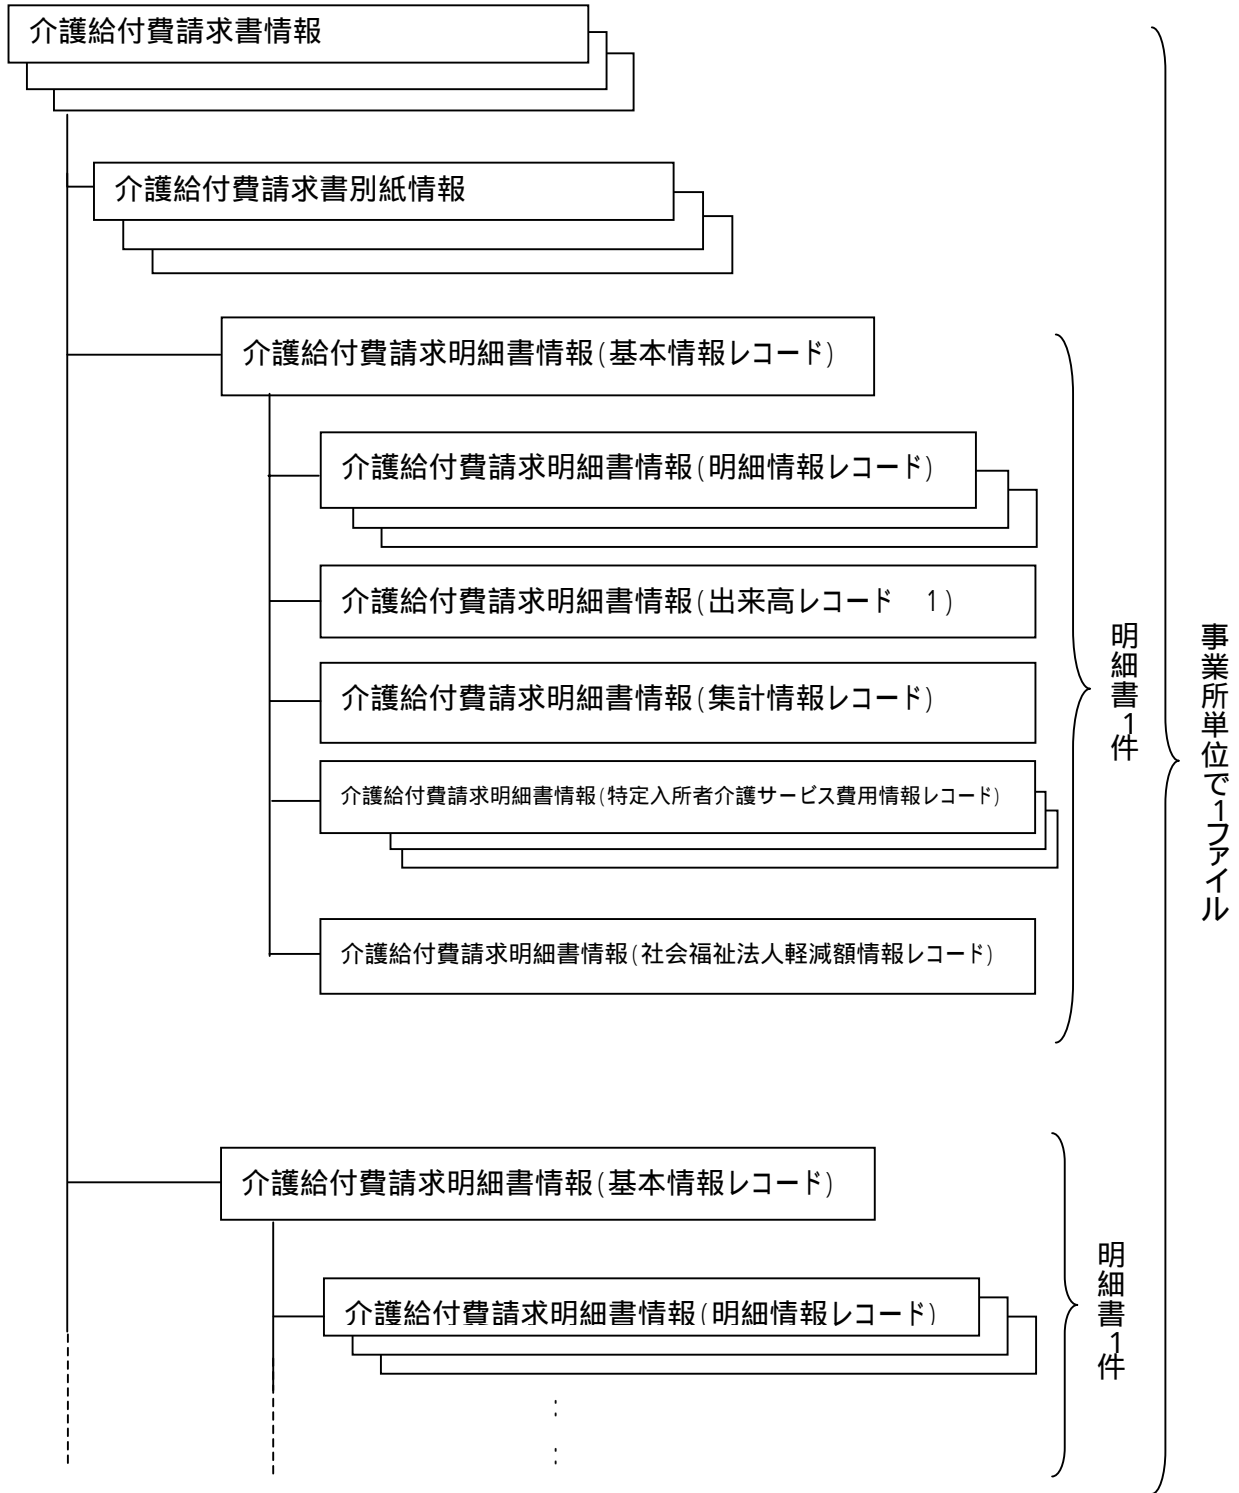 介護給付費請求書情報
介護給付費請求書別紙情報
介護給付費請求明細書情報(基本情報レコード)
介護給付費請求明細書情報(明細情報レコード)
介護給付費請求明細書情報(出来高レコード　1)
介護給付費請求明細書情報(集計情報レコード)
介護給付費請求明細書情報(特定入所者介護サービス費用情報レコード)
介護給付費請求明細書情報(社会福祉法人軽減額情報レコード)
明細書1件
事業所単位で1ファイル
介護給付費請求明細書情報(基本情報レコード)
介護給付費請求明細書情報(明細情報レコード)
:
:
明細書1件